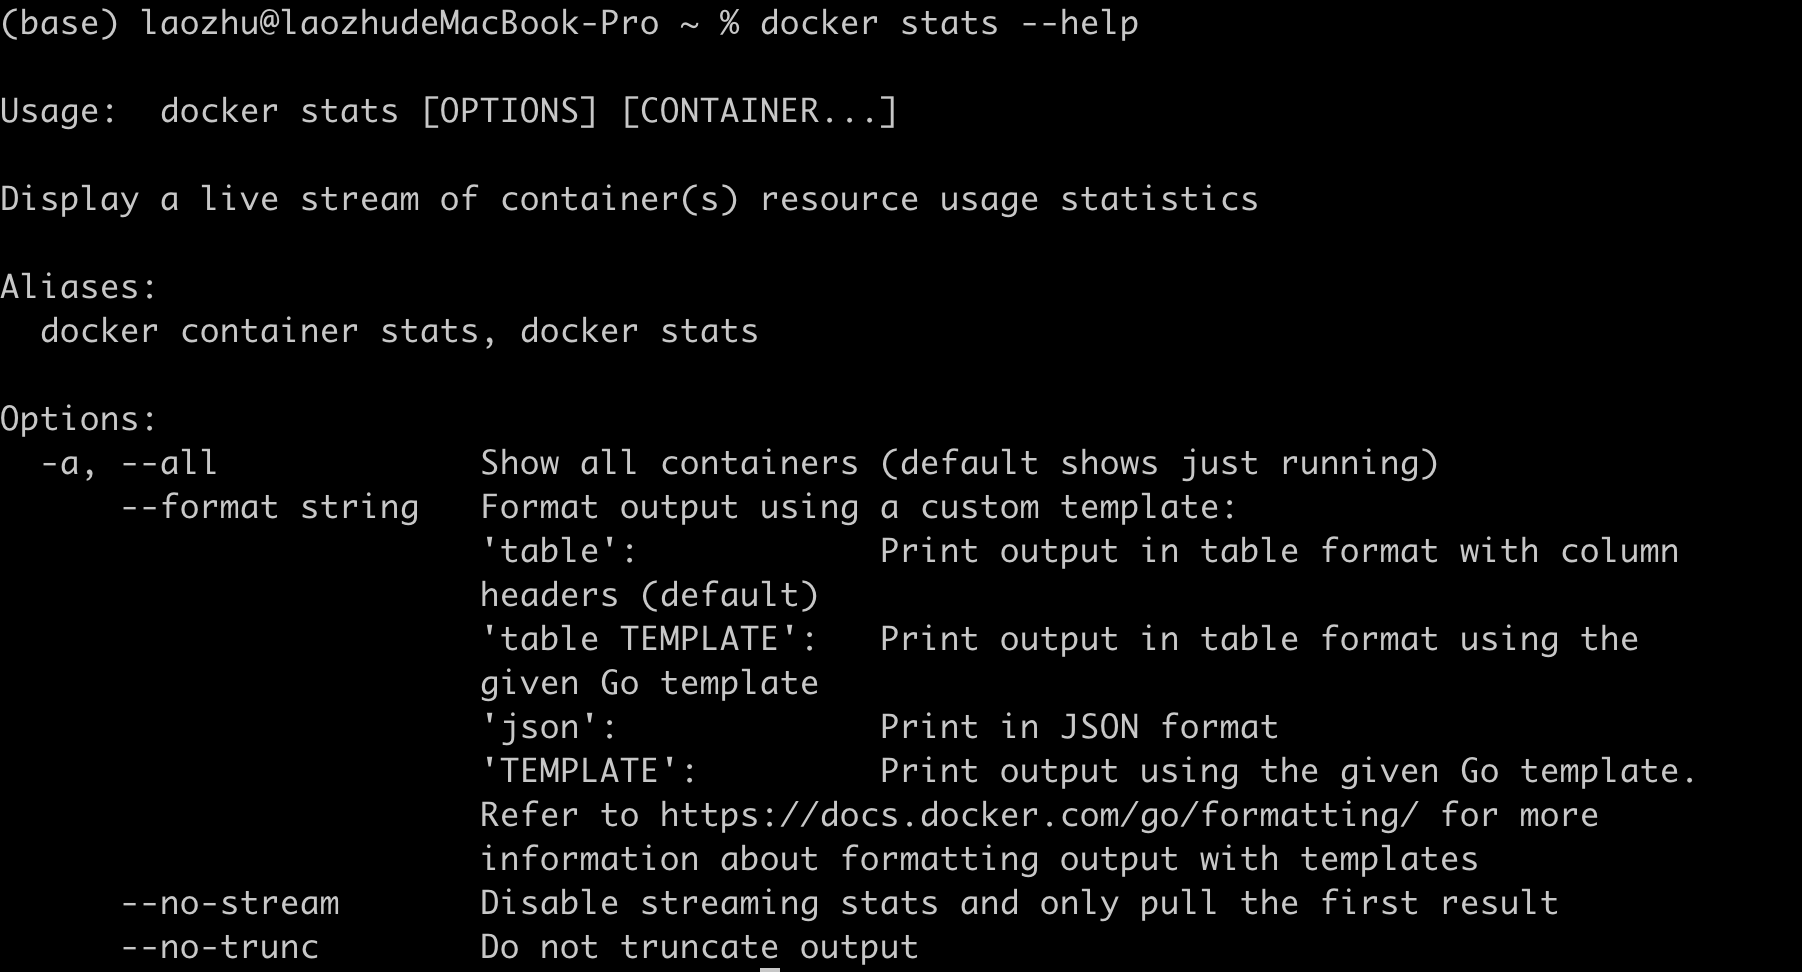 (base) laozhu@laozhudeMacBook-Pro ~ % docker stats --help
Usage:  docker stats [OPTIONS] [CONTAINER...]
Display a live stream of container(s) resource usage statistics
Aliases:
  docker container stats, docker stats
Options:
  -a, --all             Show all containers (default shows just running)
      --format string   Format output using a custom template:
                        'table':            Print output in table format with column
                        headers (default)
                        'table TEMPLATE':   Print output in table format using the
                        given Go template
                        'json':             Print in JSON format
                        'TEMPLATE':         Print output using the given Go template.
                        Refer to https://docs.docker.com/go/formatting/ for more
                        information about formatting output with templates
      --no-stream       Disable streaming stats and only pull the first result
      --no-trunc        Do not truncate output